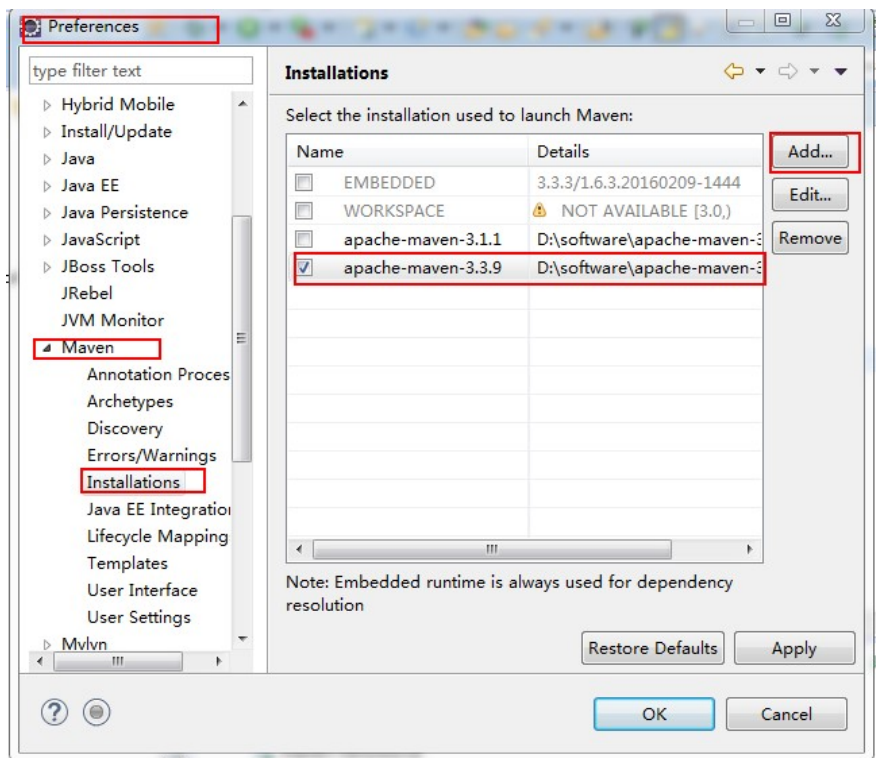 Preferences
type filter text
Installations
Hybrid Mobile
Install/Update
Java
Java EE
Java Persistence
JavaScript
JBoss Tools
JRebel
JVM Monitor
Maven
Annotation Proces
Archetypes
Discovery
Errors/Warnings
Installations
Java EE Integration
Lifecycle Mapping
Templates
User Interface
User Settings
Mylyn
Select the installation used to launch Maven:
Name Details
EMBEDDED 3.3.3/1.6.3.20160209-1444
WORKSPACE NOT AVAILABLE [3.0,)
apache-maven-3.1.1 D:\software\apache-maven-3
apache-maven-3.3.9 D:\software\apache-maven-3
Add...
Edit...
Remove
Note: Embedded runtime is always used for dependency
resolution
Restore Defaults Apply
OK Cancel